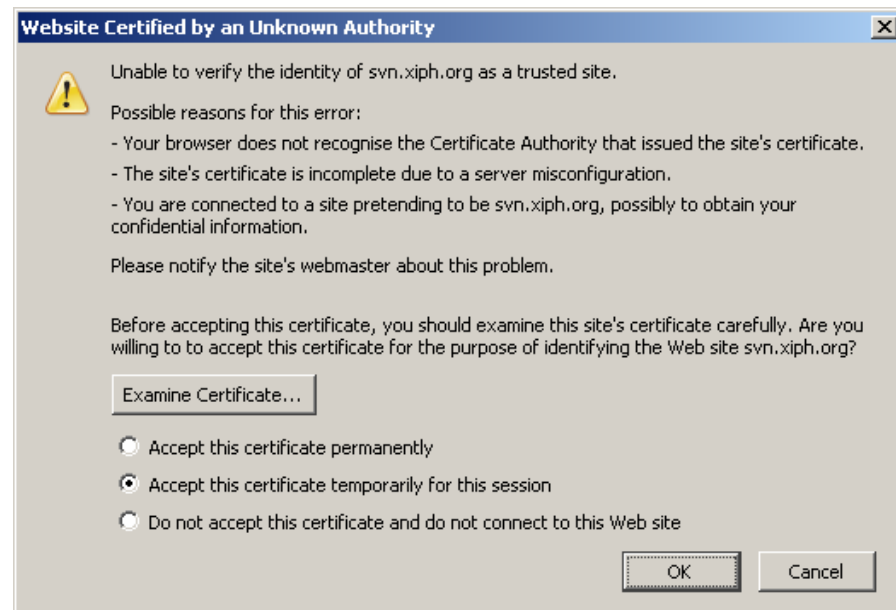 Website Certified by an Unknown Authority
Unable to verify the identity of svn.xiph.org as a trusted site.
Possible reasons for this error:
- Your browser does not recognise the Certificate Authority that issued the site's certificate.
- The site's certificate is incomplete due to a server misconfiguration.
- You are connected to a site pretending to be svn.xiph.org, possibly to obtain your
confidential information.
Please notify the site's webmaster about this problem.
Before accepting this certificate, you should examine this site's certificate carefully. Are you
willing to to accept this certificate for the purpose of identifying the Web site svn.xiph.org?
Examine Certificate...
Accept this certificate permanently
Accept this certificate temporarily for this session
Do not accept this certificate and do not connect to this Web site
OK Cancel